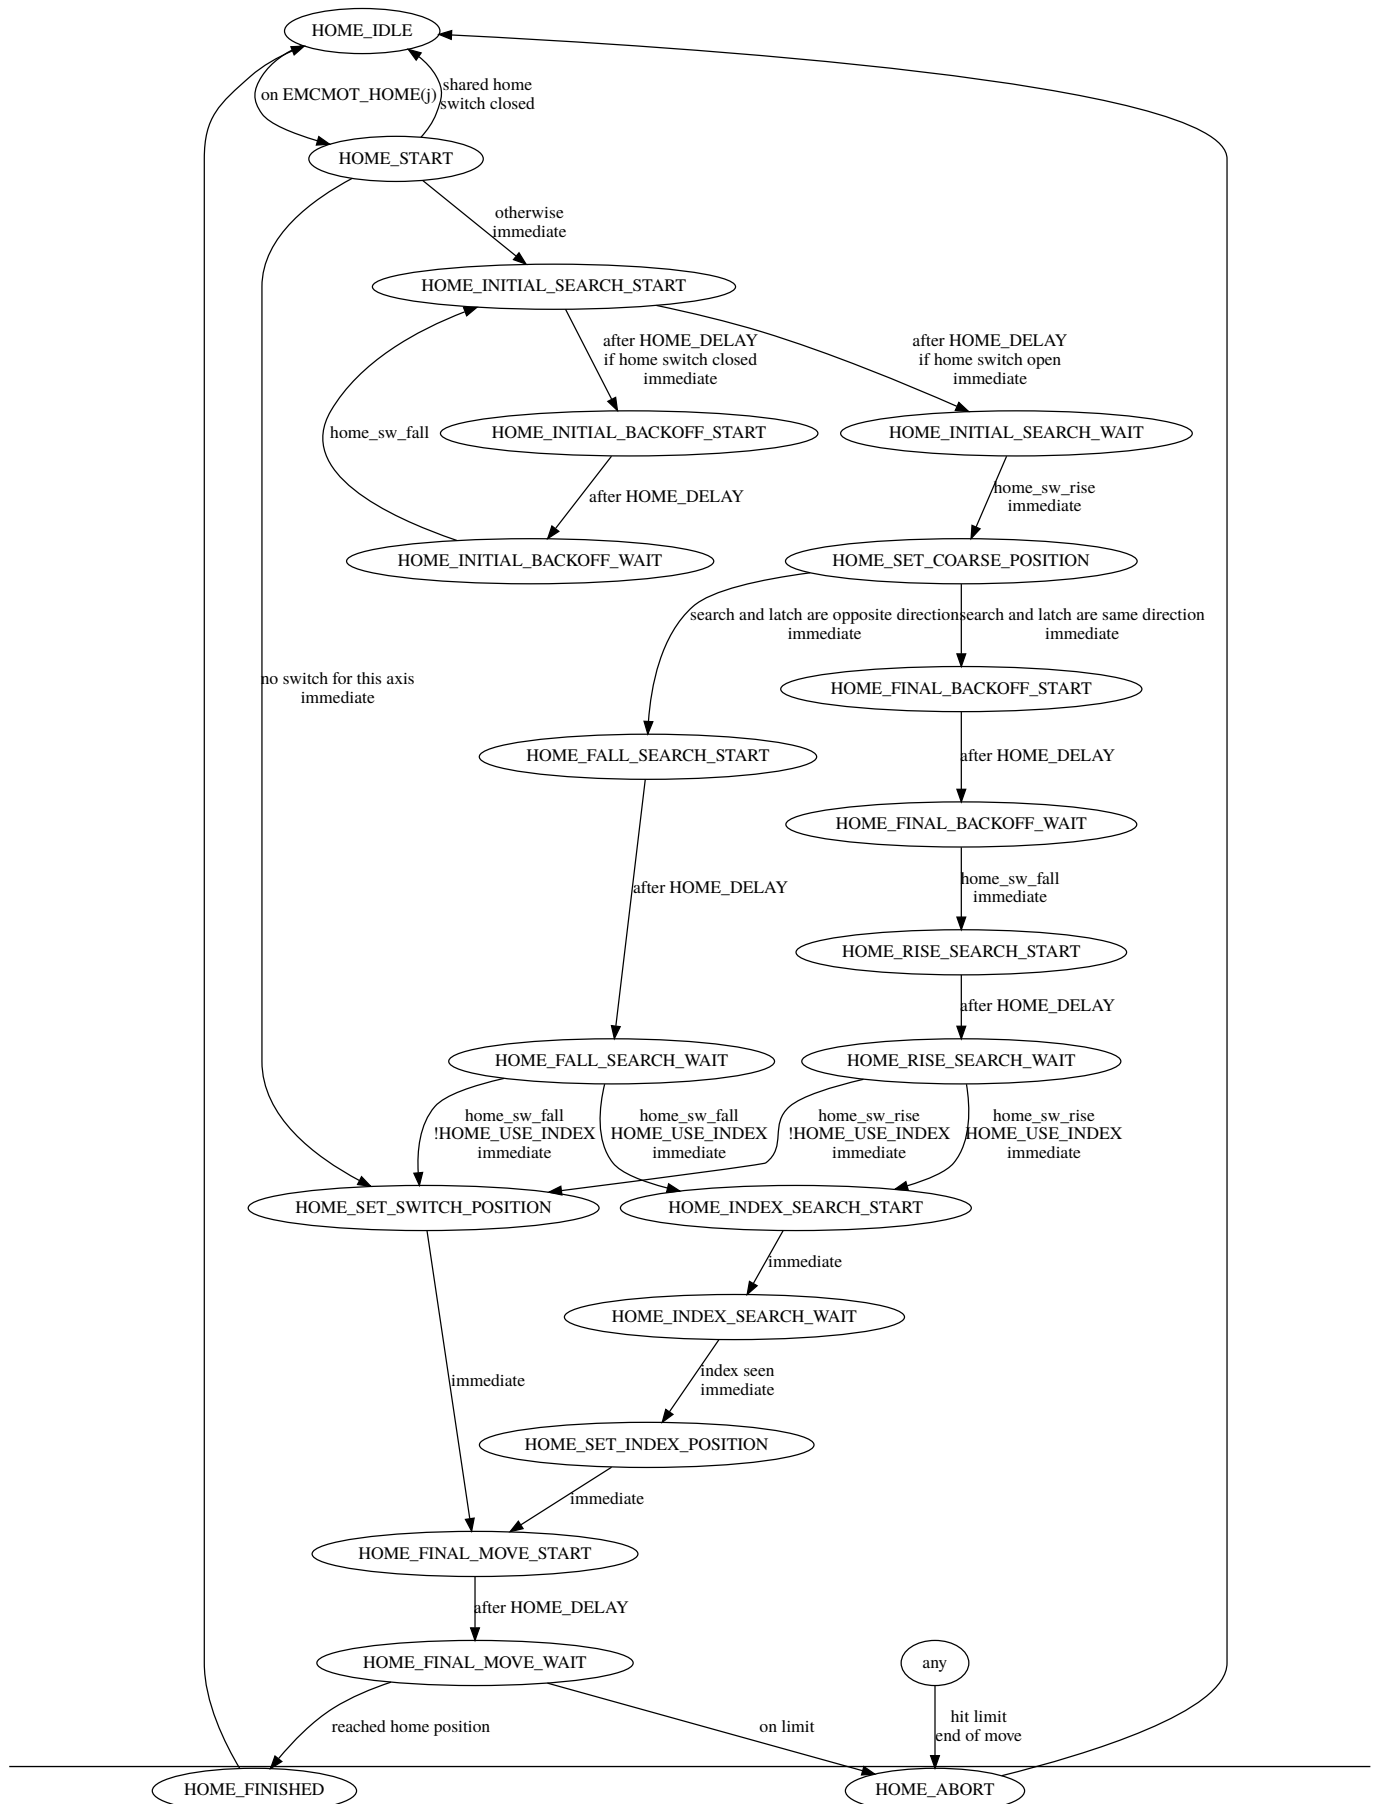 HOME_IDLE
on EMCMOT_HOME(j)
shared home
switch closed
HOME_START
otherwise
immediate
HOME_INITIAL_SEARCH_START
after HOME_DELAY
if home switch closed
immediate
after HOME_DELAY
if home switch open
immediate
home_sw_fall
HOME_INITIAL_BACKOFF_START
HOME_INITIAL_SEARCH_WAIT
after HOME_DELAY
home_sw_rise
immediate
HOME_INITIAL_BACKOFF_WAIT
HOME_SET_COARSE_POSITION
search and latch are opposite direction
immediate
search and latch are same direction
immediate
no switch for this axis
immediate
HOME_FINAL_BACKOFF_START
HOME_FALL_SEARCH_START
after HOME_DELAY
HOME_FINAL_BACKOFF_WAIT
after HOME_DELAY
home_sw_fall
immediate
HOME_RISE_SEARCH_START
after HOME_DELAY
HOME_FALL_SEARCH_WAIT
HOME_RISE_SEARCH_WAIT
home_sw_fall
!HOME_USE_INDEX
immediate
home_sw_fall
HOME_USE_INDEX
immediate
home_sw_rise
!HOME_USE_INDEX
immediate
home_sw_rise
HOME_USE_INDEX
immediate
HOME_SET_SWITCH_POSITION
HOME_INDEX_SEARCH_START
immediate
HOME_INDEX_SEARCH_WAIT
immediate
index seen
immediate
HOME_SET_INDEX_POSITION
immediate
HOME_FINAL_MOVE_START
after HOME_DELAY
HOME_FINAL_MOVE_WAIT
any
reached home position
on limit
hit limit
end of move
HOME_FINISHED
HOME_ABORT